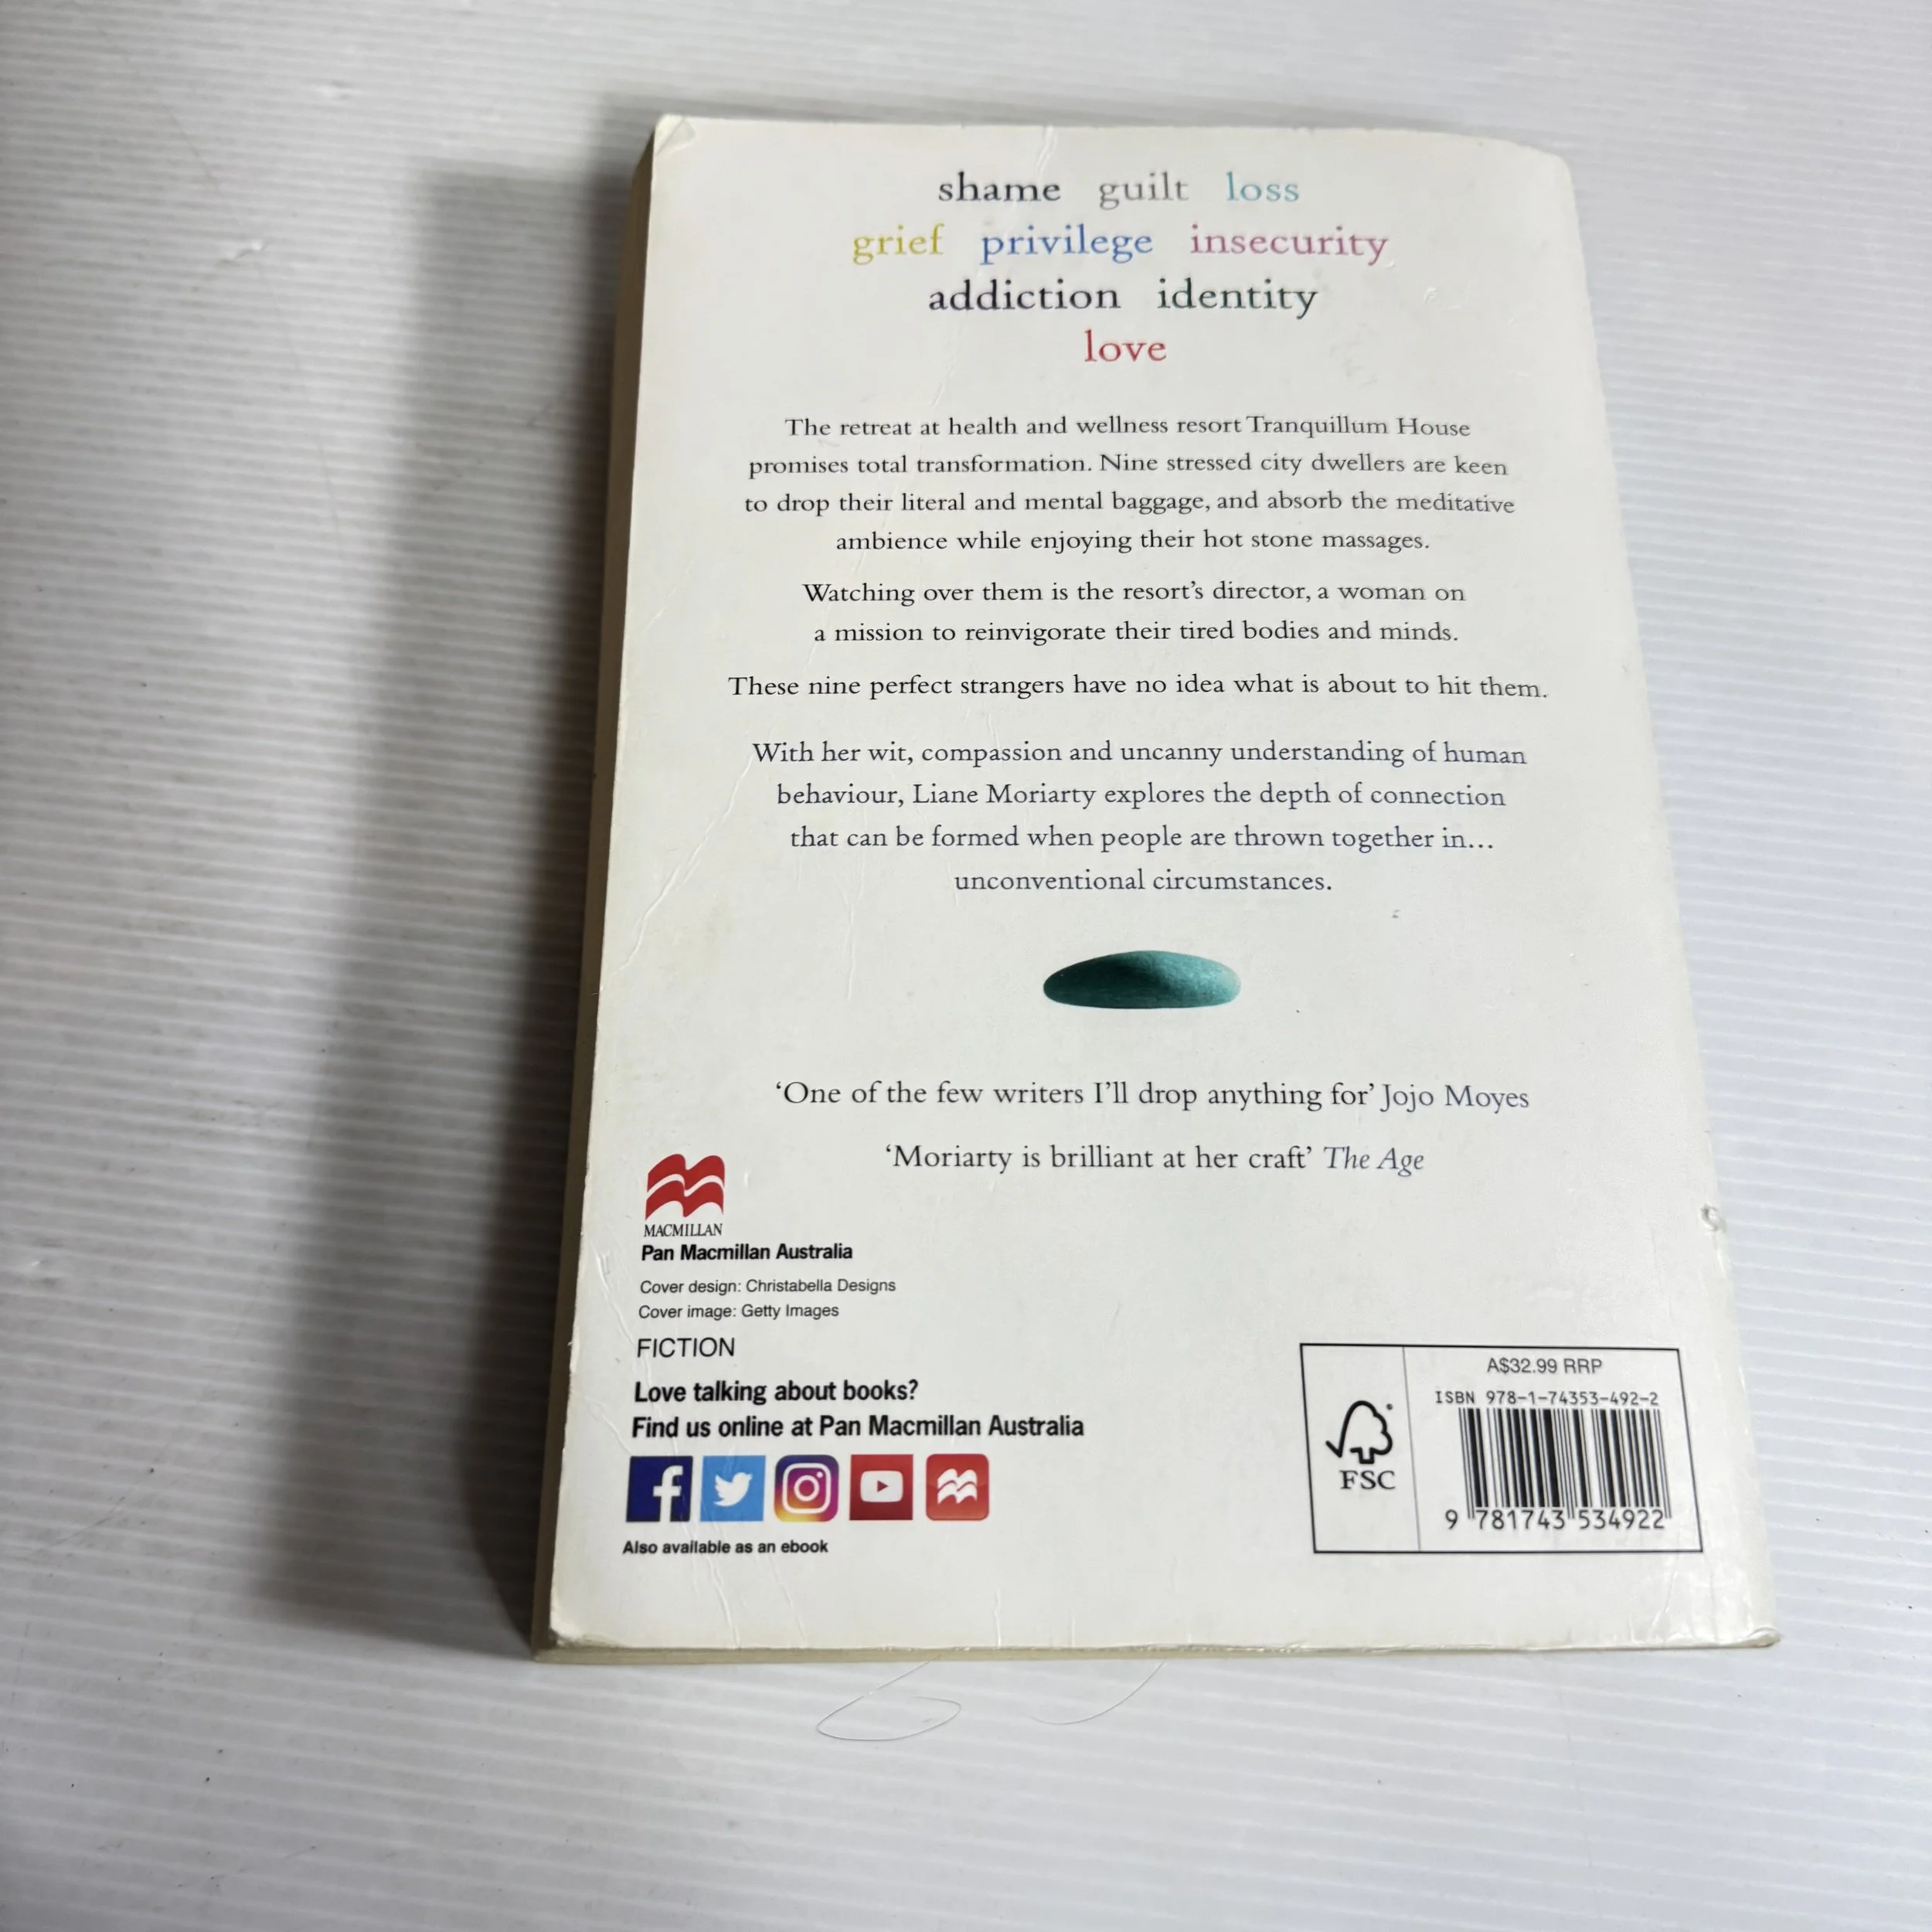 shame guilt loss
grief privilege insecurity
addiction identity
love
The retreat at health and wellness resort Tranquillum House
promises total transformation. Nine stressed city dwellers are keen
to drop their literal and mental baggage, and absorb the meditative
ambience while enjoying their hot stone massages.
Watching over them is the resort’s director, a woman on
a mission to reinvigorate their tired bodies and minds.
These nine perfect strangers have no idea what is about to hit them.
With her wit, compassion and uncanny understanding of human
behaviour, Liane Moriarty explores the depth of connection
that can be formed when people are thrown together in…
unconventional circumstances.
‘One of the few writers I’ll drop anything for’ Jojo Moyes
‘Moriarty is brilliant at her craft’ The Age
MACMILLAN
Pan Macmillan Australia
Cover design: Christabella Designs
Cover image: Getty Images
FICTION
Love talking about books?
Find us online at Pan Macmillan Australia
Also available as an ebook
FSC
A$32.99 RRP
ISBN 978-1-74353-492-2
9 781743 534922